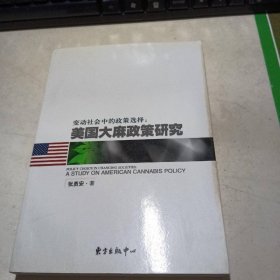 变动社会中的政策选择：
美国大麻政策研究
POLICY CHOICE IN CHANGING SOCIETIES:
A STUDY ON AMERICAN CANNABIS POLICY
张勇安·著
东方出版中心